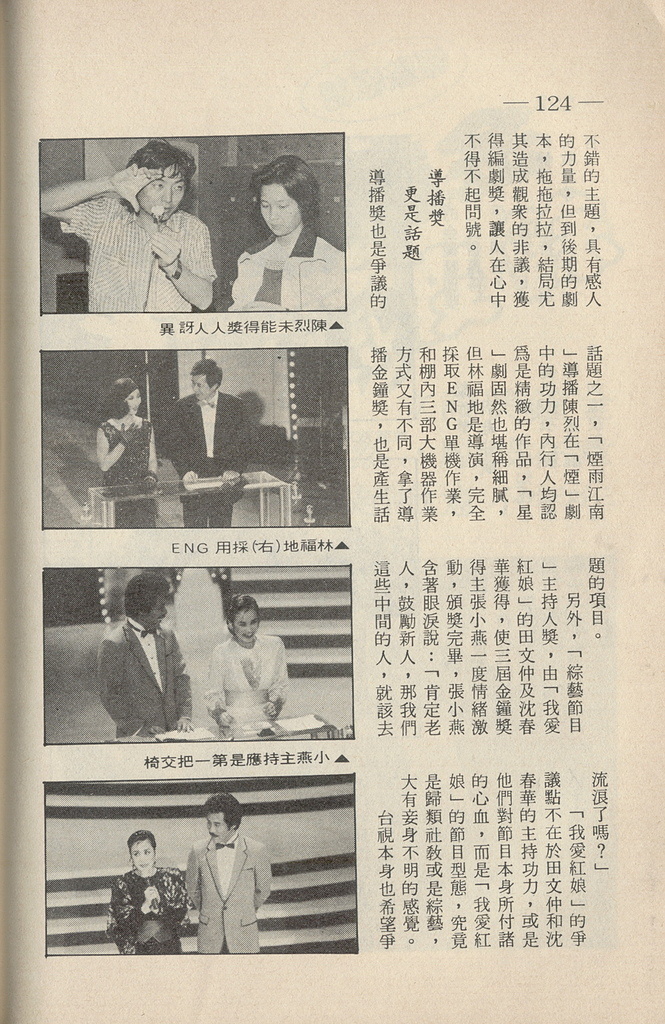 —124—
不錯的主題，具有感人
的力量，但到後期的劇
本，拖拖拉拉，結局尤
其造成觀衆的非議，獲
得編劇獎，讓人在心中
不得不起問號。
導播獎
更是話題
導播獎也是爭議的
話題之一，「煙雨江南
」導播陳烈在「煙」劇
中的功力，內行人均認
爲是精緻的作品，「星
」劇固然也堪稱細膩，
但林福地是導演，完全
採取ENG單機作業，
和棚內三部大機器作業
方式又有不同，拿了導
播金鐘獎，也是產生話
題的項目。
另外，「綜藝節目
」主持人獎，由「我愛
紅娘」的田文仲及沈春
華獲得，使三屆金鐘獎
得主張小燕一度情緒激
動，頒獎完畢，張小燕
含著眼淚說：「肯定老
人，鼓勵新人，那我們
這些中間的人，就該去
流浪了嗎？」
「我愛紅娘」的爭
議點不在於田文仲和沈
春華的主持功力，或是
他們對節目本身所付諸
的心血，而是「我愛紅
娘」的節目型態，究竟
是歸類社教或是綜藝，
大有妾身不明的感覺。
台視本身也希望爭
▲陳烈未能得獎人人訝異
▲林福地(右)採用ENG
▲小燕主持應是第一把交椅